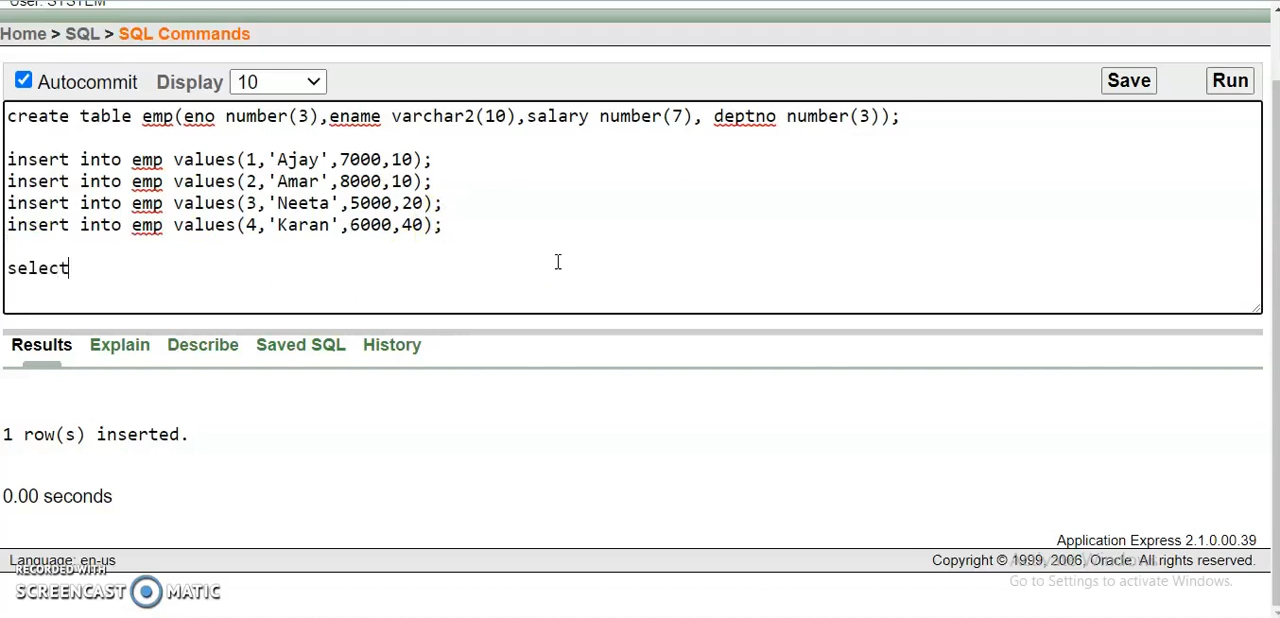 User: SYSTEM
Home > SQL > SQL Commands
Autocommit Display 10 Save Run
create table emp(eno number(3),ename varchar2(10),salary number(7), deptno number(3));
insert into emp values(1,'Ajay',7000,10);
insert into emp values(2,'Amar',8000,10);
insert into emp values(3,'Neeta',5000,20);
insert into emp values(4,'Karan',6000,40);
select
Results Explain Describe Saved SQL History
1 row(s) inserted.
0.00 seconds
Application Express 2.1.0.00.39
Language: en-us Copyright © 1999, 2006, Oracle. All rights reserved.
Activate Windows
Go to Settings to activate Windows.
RECORDED WITH
SCREENCAST MATIC